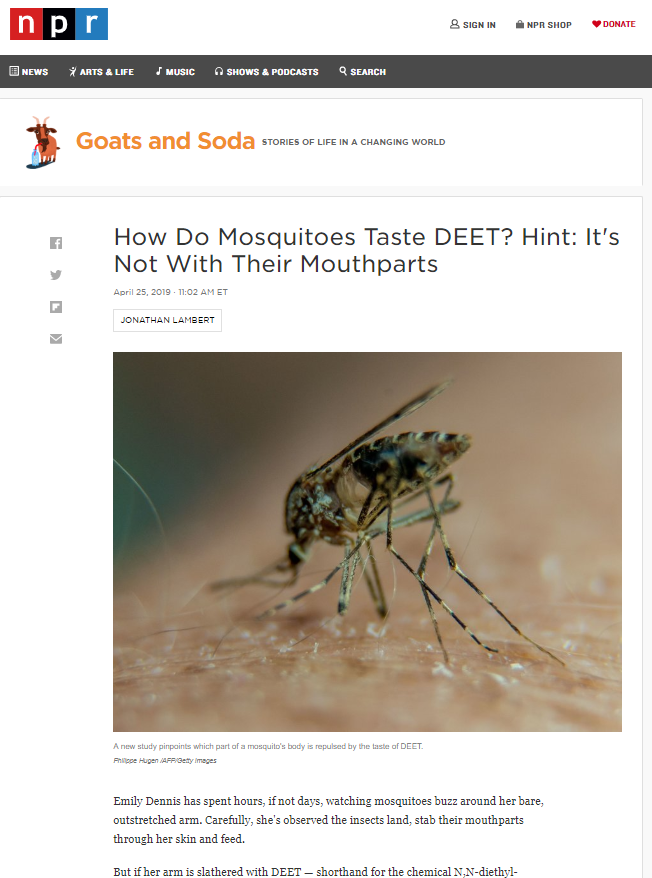 npr
SIGN IN
NPR SHOP
DONATE
NEWS
ARTS & LIFE
MUSIC
SHOWS & PODCASTS
SEARCH
Goats and Soda STORIES OF LIFE IN A CHANGING WORLD
How Do Mosquitoes Taste DEET? Hint: It's
Not With Their Mouthparts
April 25, 2019 · 11:02 AM ET
JONATHAN LAMBERT
A new study pinpoints which part of a mosquito's body is repulsed by the taste of DEET.
Philippe Hugen /AFP/Getty Images
Emily Dennis has spent hours, if not days, watching mosquitoes buzz around her bare,
outstretched arm. Carefully, she's observed the insects land, stab their mouthparts
through her skin and feed.
But if her arm is slathered with DEET — shorthand for the chemical N,N-diethyl-